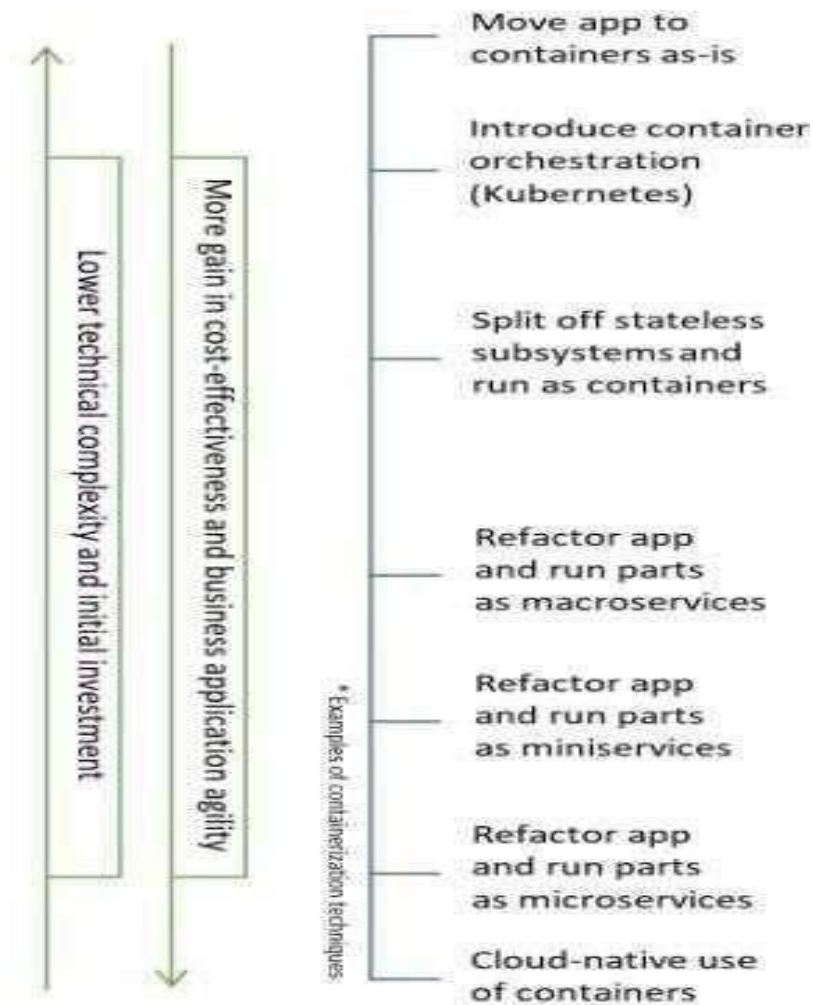 Lower technical complexity and initial investment
More gain in cost-effectiveness and business application agility
* Examples of containerization techniques
Move app to
containers as-is
Introduce container
orchestration
(Kubernetes)
Split off stateless
subsystems and
run as containers
Refactor app
and run parts
as macroservices
Refactor app
and run parts
as miniservices
Refactor app
and run parts
as microservices
Cloud-native use
of containers